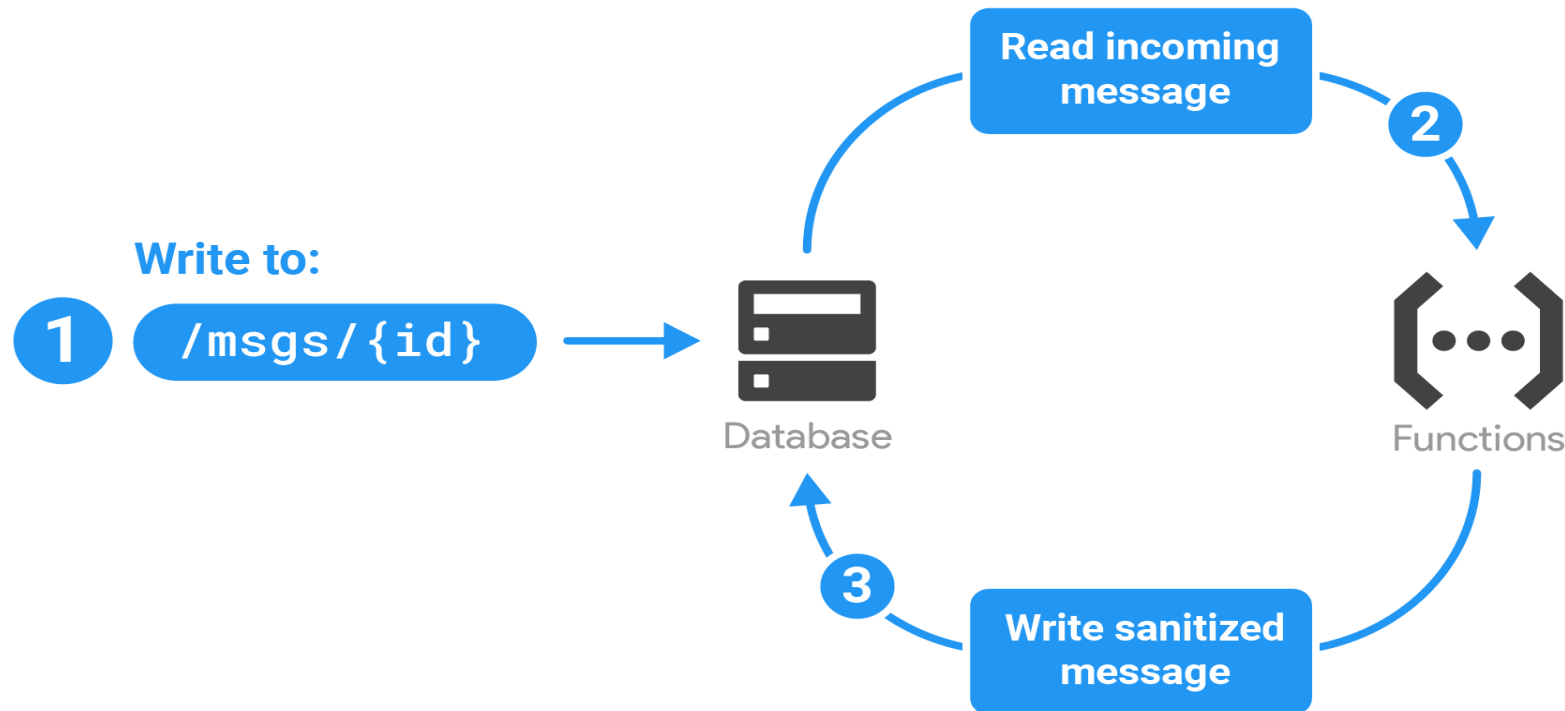 Write to:
1
/msgs/{id}
Database
Read incoming
message
2
Functions
3
Write sanitized
message